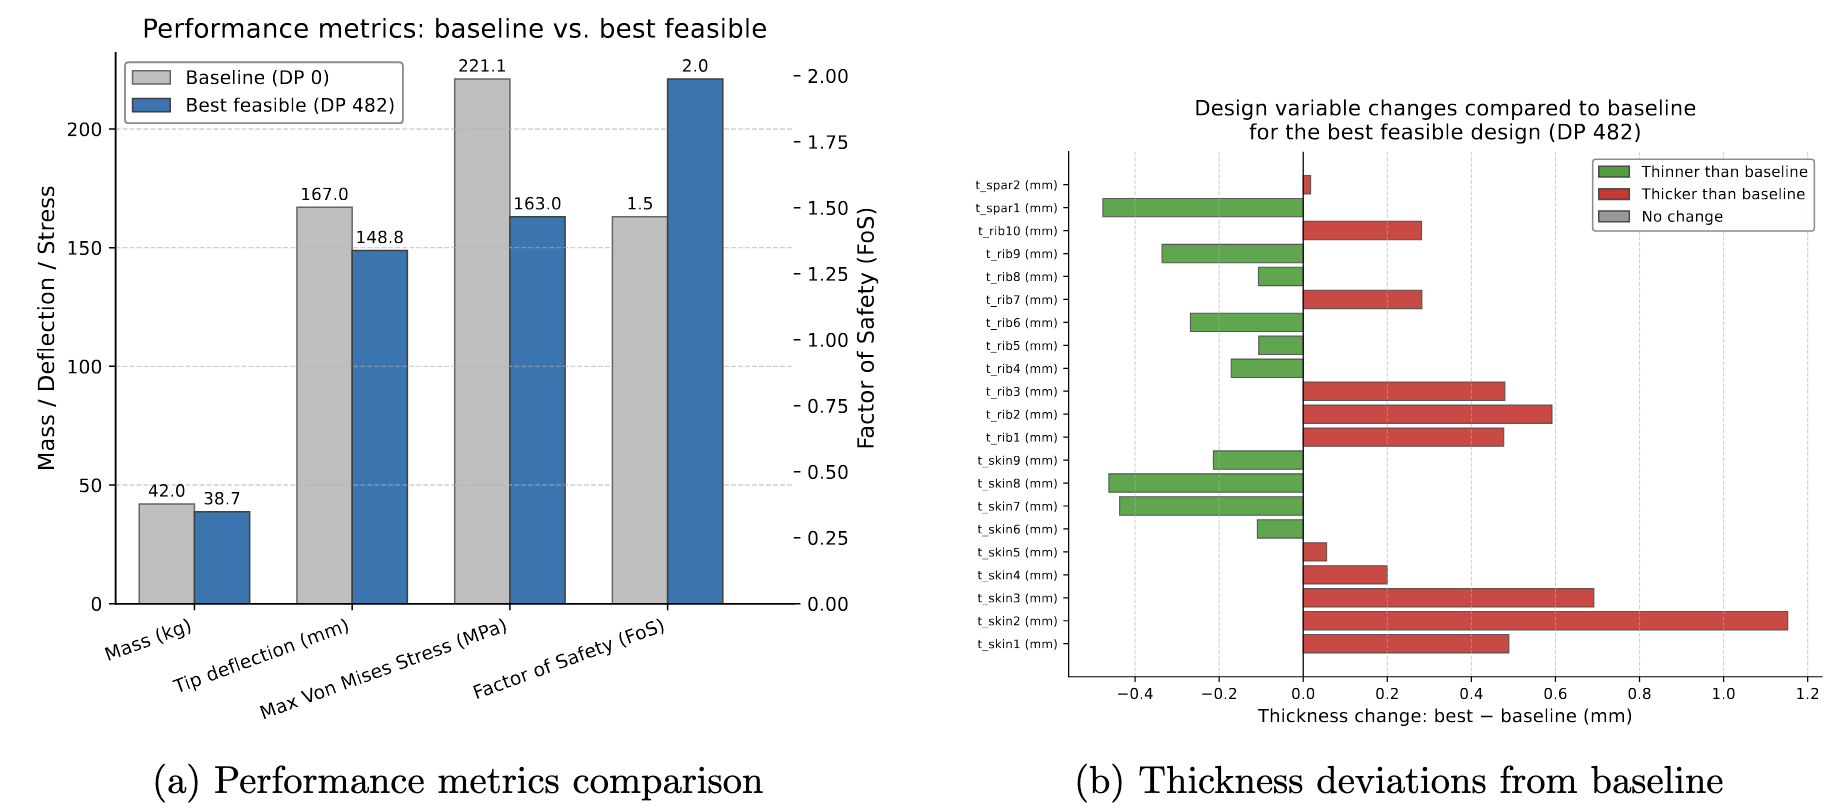 Performance metrics: baseline vs. best feasible
Baseline (DP 0)
Best feasible (DP 482)
Mass / Deflection / Stress
200
150
100
50
0
42.0
38.7
167.0
148.8
221.1
163.0
1.5
2.0
2.00
1.75
1.50
1.25
1.00
0.75
0.50
0.25
0.00
Factor of Safety (FoS)
Mass (kg)
Tip deflection (mm)
Max Von Mises Stress (MPa)
Factor of Safety (FoS)
(a) Performance metrics comparison
Design variable changes compared to baseline
for the best feasible design (DP 482)
Thinner than baseline
Thicker than baseline
No change
t_spar2 (mm)
t_spar1 (mm)
t_rib10 (mm)
t_rib9 (mm)
t_rib8 (mm)
t_rib7 (mm)
t_rib6 (mm)
t_rib5 (mm)
t_rib4 (mm)
t_rib3 (mm)
t_rib2 (mm)
t_rib1 (mm)
t_skin9 (mm)
t_skin8 (mm)
t_skin7 (mm)
t_skin6 (mm)
t_skin5 (mm)
t_skin4 (mm)
t_skin3 (mm)
t_skin2 (mm)
t_skin1 (mm)
−0.4 −0.2 0.0 0.2 0.4 0.6 0.8 1.0 1.2
Thickness change: best − baseline (mm)
(b) Thickness deviations from baseline